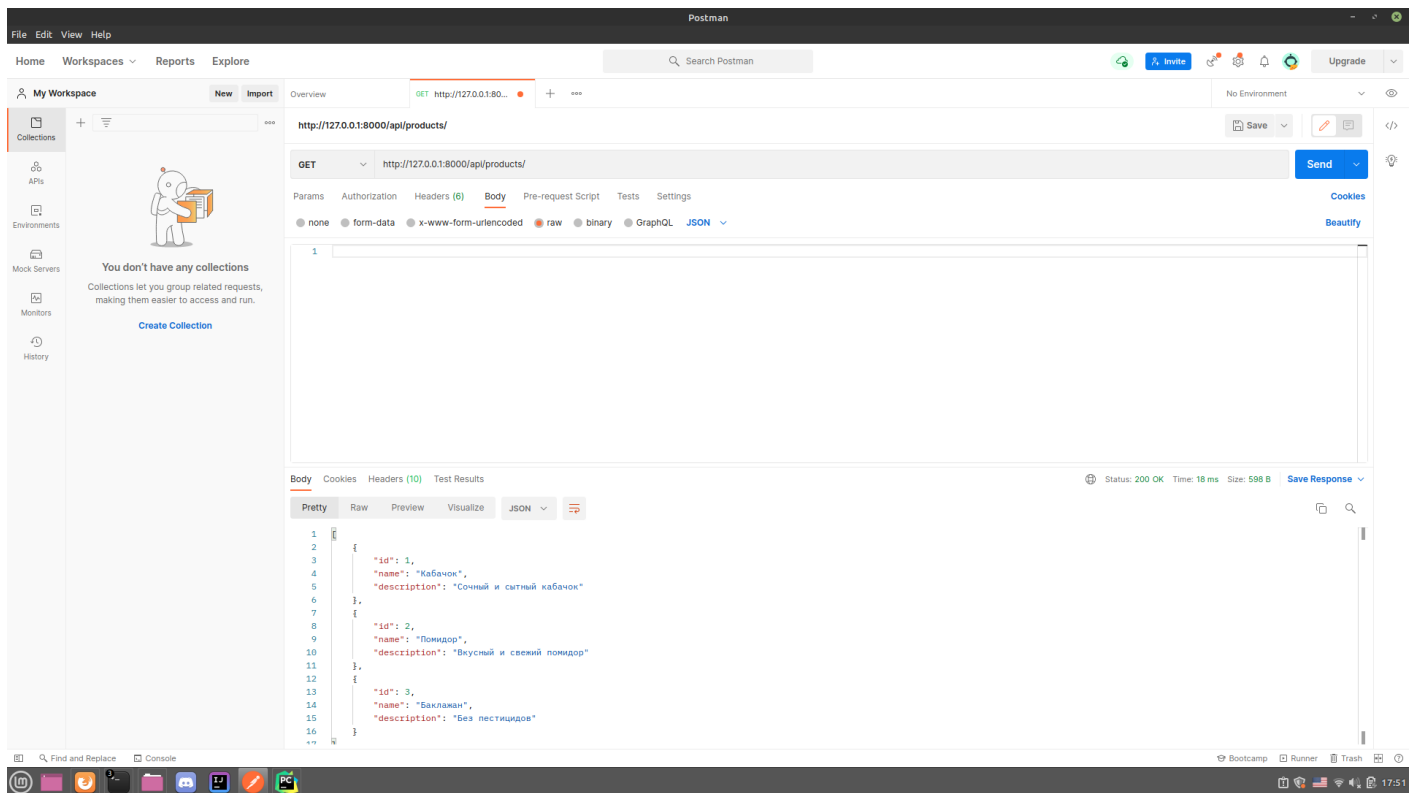 Postman
File Edit View Help
Home Workspaces Reports Explore
Search Postman
Invite
Upgrade
My Workspace
New Import
Overview
GET http://127.0.0.1:80...
No Environment
Collections
APIs
Environments
Mock Servers
Monitors
History
You don't have any collections
Collections let you group related requests,
making them easier to access and run.
Create Collection
http://127.0.0.1:8000/api/products/
Save
GET http://127.0.0.1:8000/api/products/
Send
Params Authorization Headers (6) Body Pre-request Script Tests Settings
Cookies
none form-data x-www-form-urlencoded raw binary GraphQL JSON
Beautify
1
Body Cookies Headers (10) Test Results
Status: 200 OK Time: 18 ms Size: 598 B Save Response
Pretty Raw Preview Visualize JSON
1 [
2 {
3 "id": 1,
4 "name": "Кабачок",
5 "description": "Сочный и сытный кабачок"
6 },
7 {
8 "id": 2,
9 "name": "Помидор",
10 "description": "Вкусный и свежий помидор"
11 },
12 {
13 "id": 3,
14 "name": "Баклажан",
15 "description": "Без пестицидов"
16 }
17 ]
Find and Replace Console
Bootcamp Runner Trash
lm 3 IJ PC 17:51